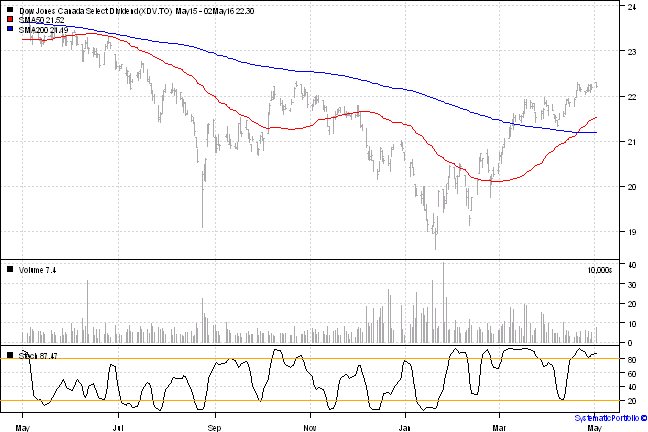 Dow Jones Canada Select Dividend(XDV.TO) May15 - 02May16 22.30
SMA50 21.52
SMA200 21.19
24
23
22
21
20
19
Volume 7.4
10,000s
40
30
20
10
0
Stoch 87.47
80
60
40
20
May
Jul
Sep
Nov
Jan
Mar
May
SystematicPortfolio ©